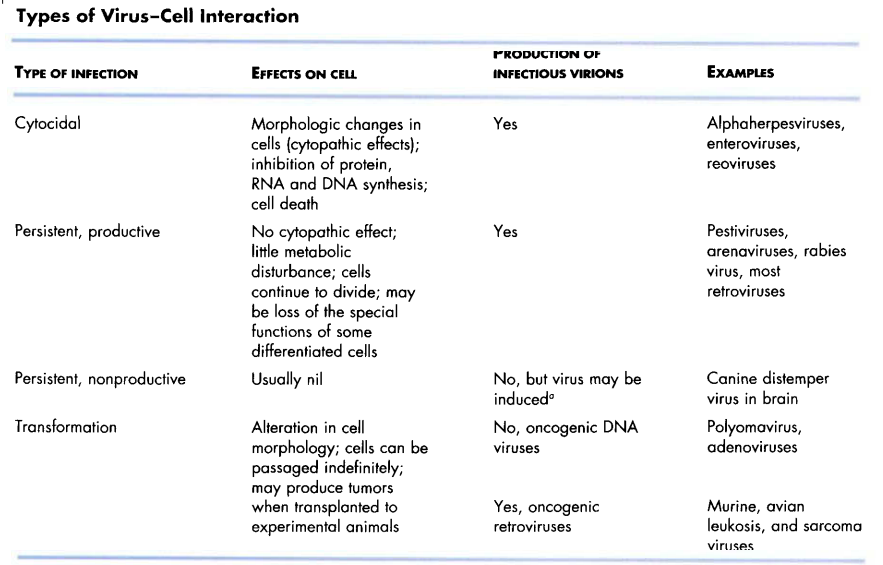 Types of Virus–Cell Interaction
TYPE OF INFECTION
EFFECTS ON CELL
PRODUCTION OF
INFECTIOUS VIRIONS
EXAMPLES
Cytocidal
Morphologic changes in
cells (cytopathic effects);
inhibition of protein,
RNA and DNA synthesis;
cell death
Yes
Alphaherpesviruses,
enteroviruses,
reoviruses
Persistent, productive
No cytopathic effect;
little metabolic
disturbance; cells
continue to divide; may
be loss of the special
functions of some
differentiated cells
Yes
Pestiviruses,
arenaviruses, rabies
virus, most
retroviruses
Persistent, nonproductive
Usually nil
No, but virus may be
inducedᵃ
Canine distemper
virus in brain
Transformation
Alteration in cell
morphology; cells can be
passaged indefinitely;
may produce tumors
when transplanted to
experimental animals
No, oncogenic DNA
viruses
Polyomavirus,
adenoviruses
Yes, oncogenic
retroviruses
Murine, avian
leukosis, and sarcoma
viruses